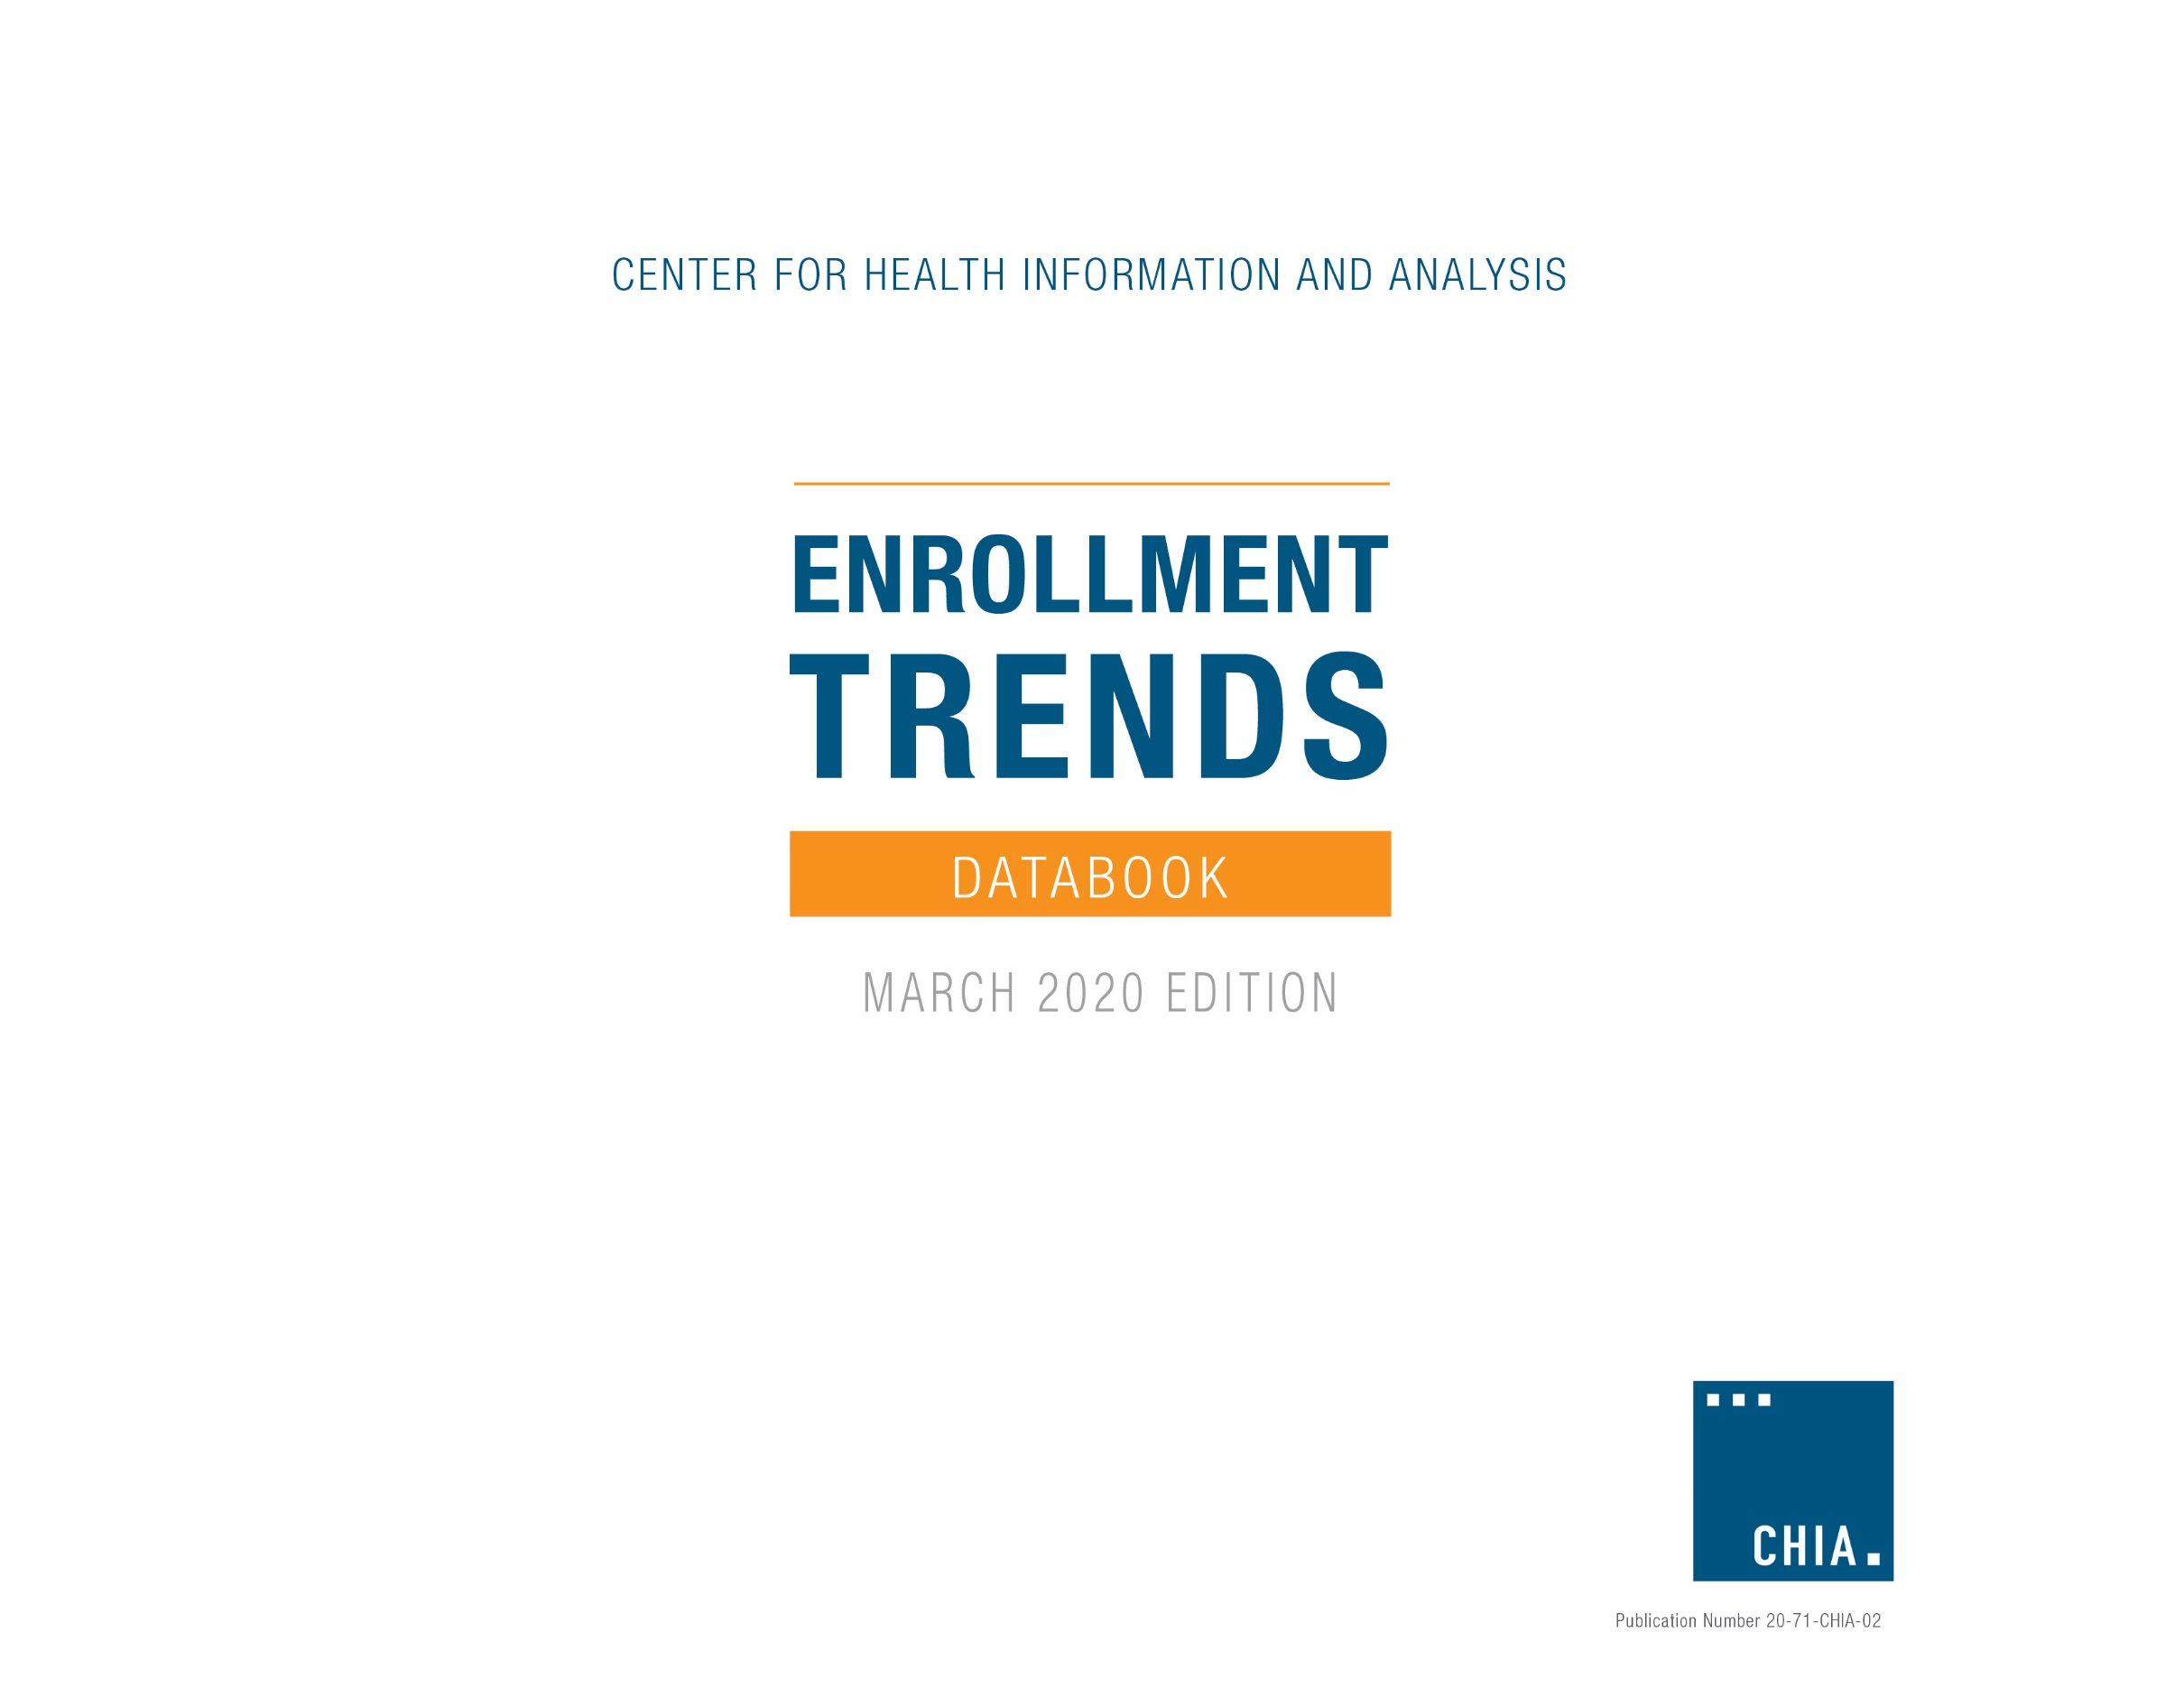 CENTER FOR HEALTH INFORMATION AND ANALYSIS
ENROLLMENT
TRENDS
DATABOOK
MARCH 2020 EDITION
CHIA.
Publication Number 20-71-CHIA-02